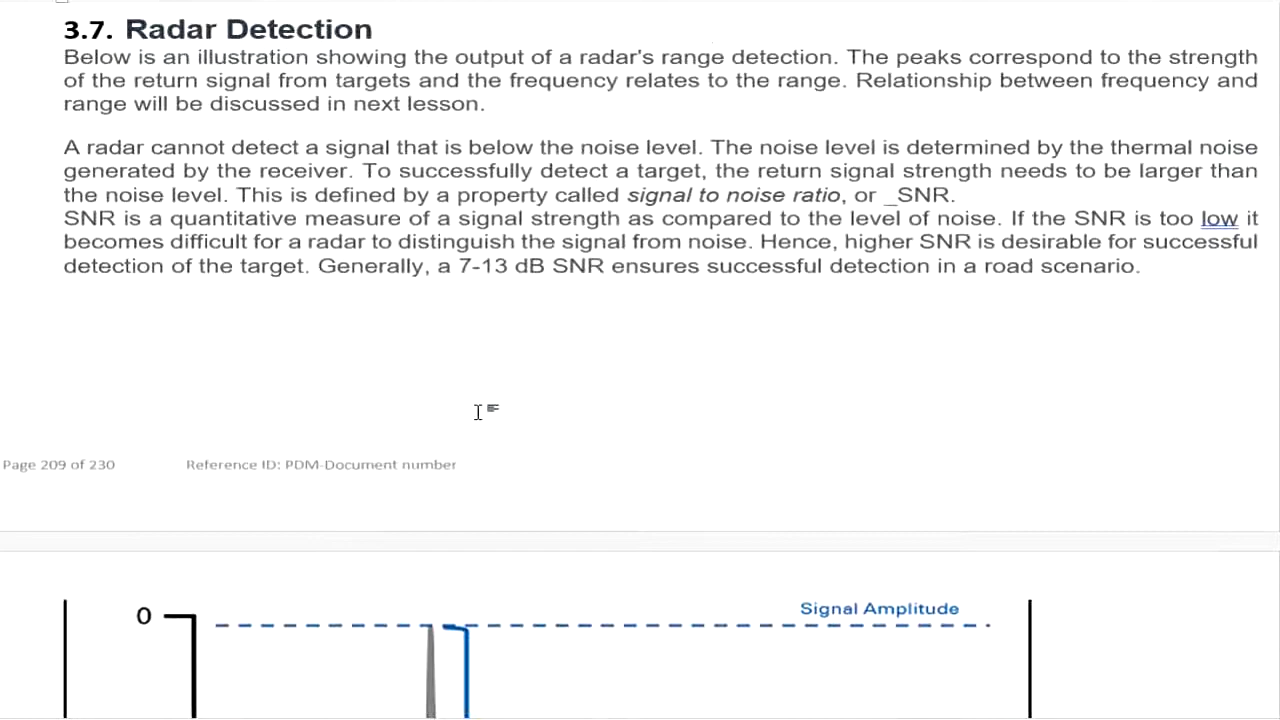 3.7. Radar Detection
Below is an illustration showing the output of a radar's range detection. The peaks correspond to the strength
of the return signal from targets and the frequency relates to the range. Relationship between frequency and
range will be discussed in next lesson.
A radar cannot detect a signal that is below the noise level. The noise level is determined by the thermal noise
generated by the receiver. To successfully detect a target, the return signal strength needs to be larger than
the noise level. This is defined by a property called signal to noise ratio, or _SNR.
SNR is a quantitative measure of a signal strength as compared to the level of noise. If the SNR is too low it
becomes difficult for a radar to distinguish the signal from noise. Hence, higher SNR is desirable for successful
detection of the target. Generally, a 7-13 dB SNR ensures successful detection in a road scenario.
Page 209 of 230 Reference ID: PDM-Document number
Signal Amplitude
0